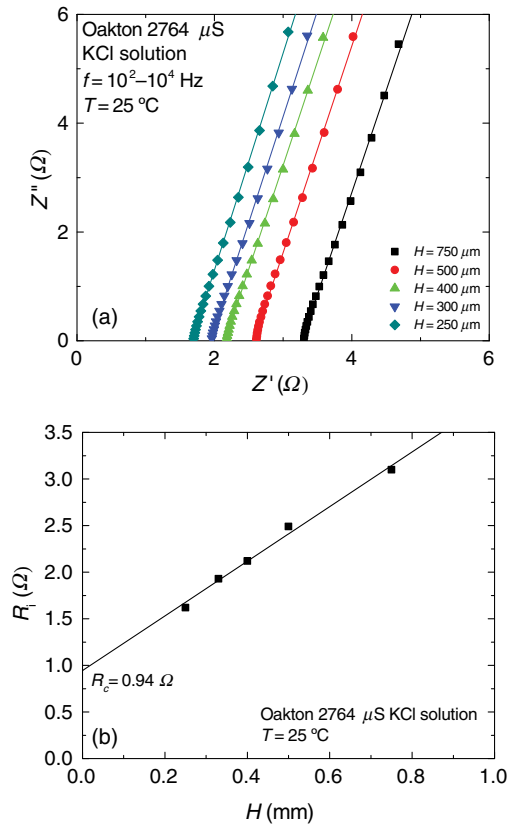 Oakton 2764 μS
KCl solution
f = 10²–10⁴ Hz
T = 25 ºC
6
4
2
0
Z″ (Ω)
H = 750 μm
H = 500 μm
H = 400 μm
H = 300 μm
H = 250 μm
(a)
0 2 4 6
Z′ (Ω)
3.5
3.0
2.5
2.0
1.5
1.0
0.5
0.0
Rᵢ (Ω)
R_c = 0.94 Ω
Oakton 2764 μS KCl solution
T = 25 ºC
(b)
0.0 0.2 0.4 0.6 0.8 1.0
H (mm)